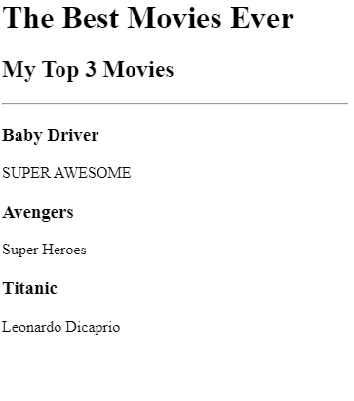 The Best Movies Ever
My Top 3 Movies
Baby Driver
SUPER AWESOME
Avengers
Super Heroes
Titanic
Leonardo Dicaprio